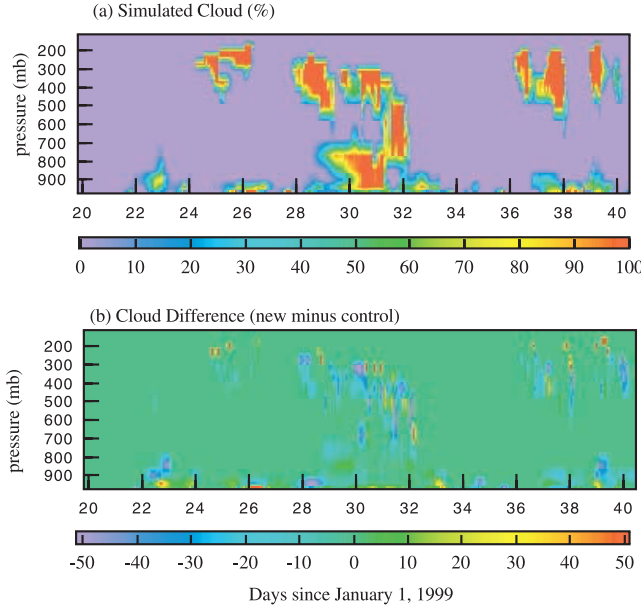 (a) Simulated Cloud (%)
pressure (mb)
200
300
400
500
600
700
800
900
20 22 24 26 28 30 32 34 36 38 40
0 10 20 30 40 50 60 70 80 90 100
(b) Cloud Difference (new minus control)
pressure (mb)
200
300
400
500
600
700
800
900
20 22 24 26 28 30 32 34 36 38 40
-50 -40 -30 -20 -10 0 10 20 30 40 50
Days since January 1, 1999